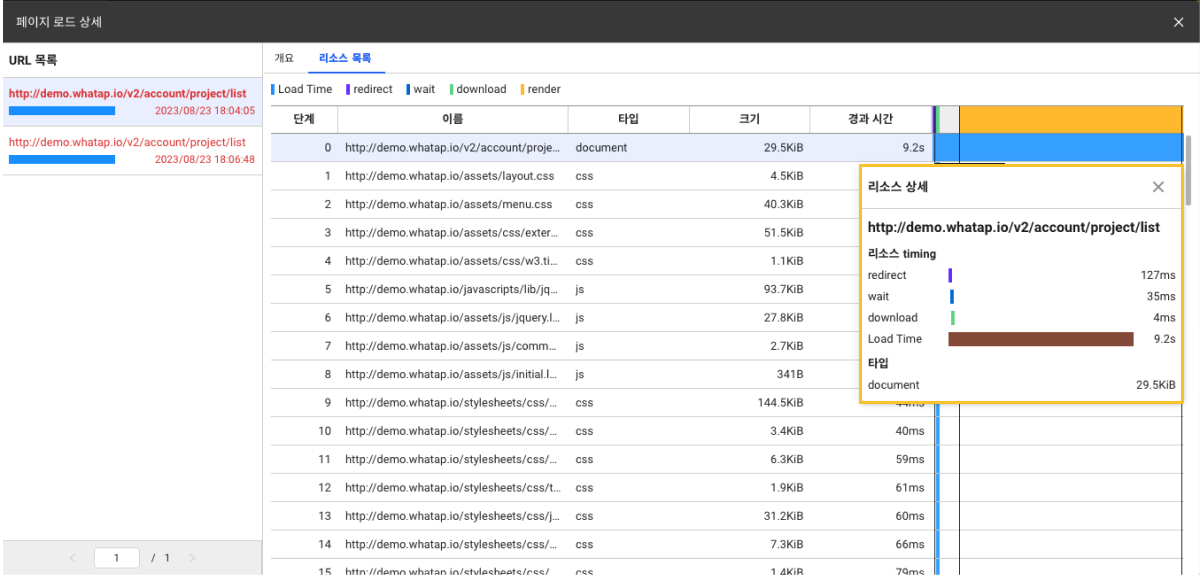 페이지 로드 상세
URL 목록
http://demo.whatap.io/v2/account/project/list
2023/08/23 18:04:05
http://demo.whatap.io/v2/account/project/list
2023/08/23 18:06:48
1 / 1
개요 리소스 목록
Load Time redirect wait download render
단계 이름 타입 크기 경과 시간
0 http://demo.whatap.io/v2/account/proje... document 29.5KiB 9.2s
1 http://demo.whatap.io/assets/layout.css css 4.5KiB
2 http://demo.whatap.io/assets/menu.css css 40.3KiB
3 http://demo.whatap.io/assets/css/exter... css 51.5KiB
4 http://demo.whatap.io/assets/css/w3.ti... css 1.1KiB
5 http://demo.whatap.io/javascripts/lib/jq... js 93.7KiB
6 http://demo.whatap.io/assets/js/jquery.l... js 27.8KiB
7 http://demo.whatap.io/assets/js/comm... js 2.7KiB
8 http://demo.whatap.io/assets/js/initial.l... js 341B
9 http://demo.whatap.io/stylesheets/css/... css 144.5KiB 44ms
10 http://demo.whatap.io/stylesheets/css/... css 3.4KiB 40ms
11 http://demo.whatap.io/stylesheets/css/... css 6.3KiB 59ms
12 http://demo.whatap.io/stylesheets/css/t... css 1.9KiB 61ms
13 http://demo.whatap.io/stylesheets/css/j... css 31.2KiB 60ms
14 http://demo.whatap.io/stylesheets/css/... css 7.3KiB 66ms
15 http://demo.whatap.io/stylesheets/css/ css 1.4KiB 79ms
리소스 상세
http://demo.whatap.io/v2/account/project/list
리소스 timing
redirect 127ms
wait 35ms
download 4ms
Load Time 9.2s
타입
document 29.5KiB